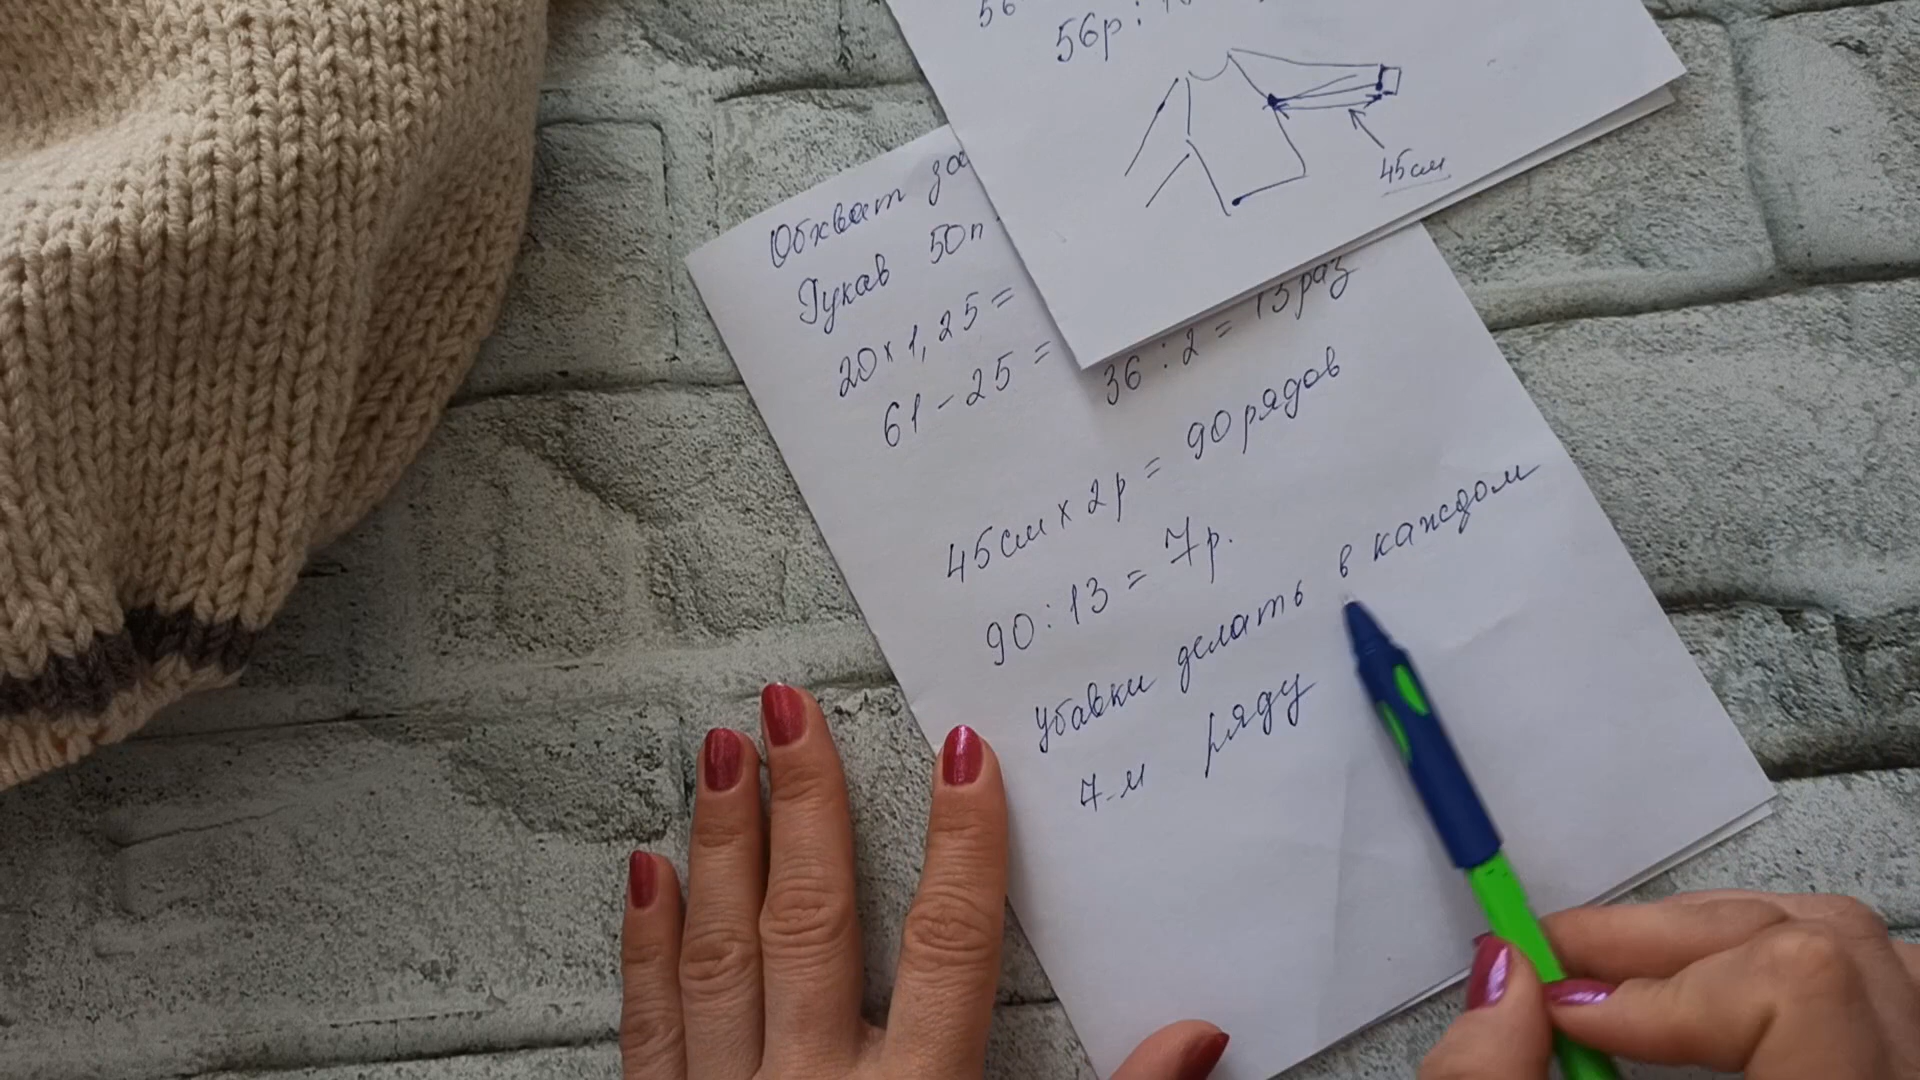 56р :
45см
Обхват за
Рукав 50п
20 × 1,25 =
61 - 25 = 36 : 2 = 13 раз
45см × 2р = 90 рядов
90 : 13 = 7 р.
Убавки делать в каждом
7-м ряду